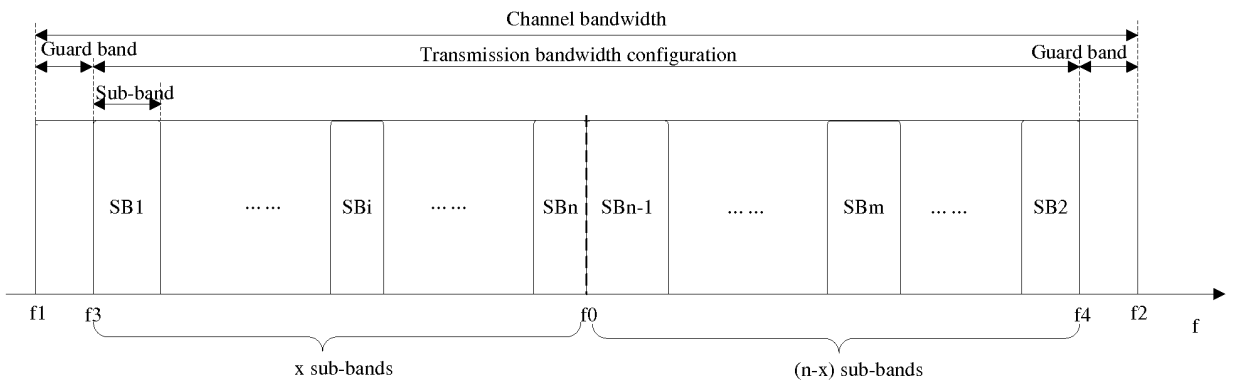 Channel bandwidth
Guard band
Transmission bandwidth configuration
Guard band
Sub-band
SB1
... ...
SBi
... ...
SBn
SBn-1
... ...
SBm
... ...
SB2
f1
f3
f0
f4
f2
f
x sub-bands
(n-x) sub-bands